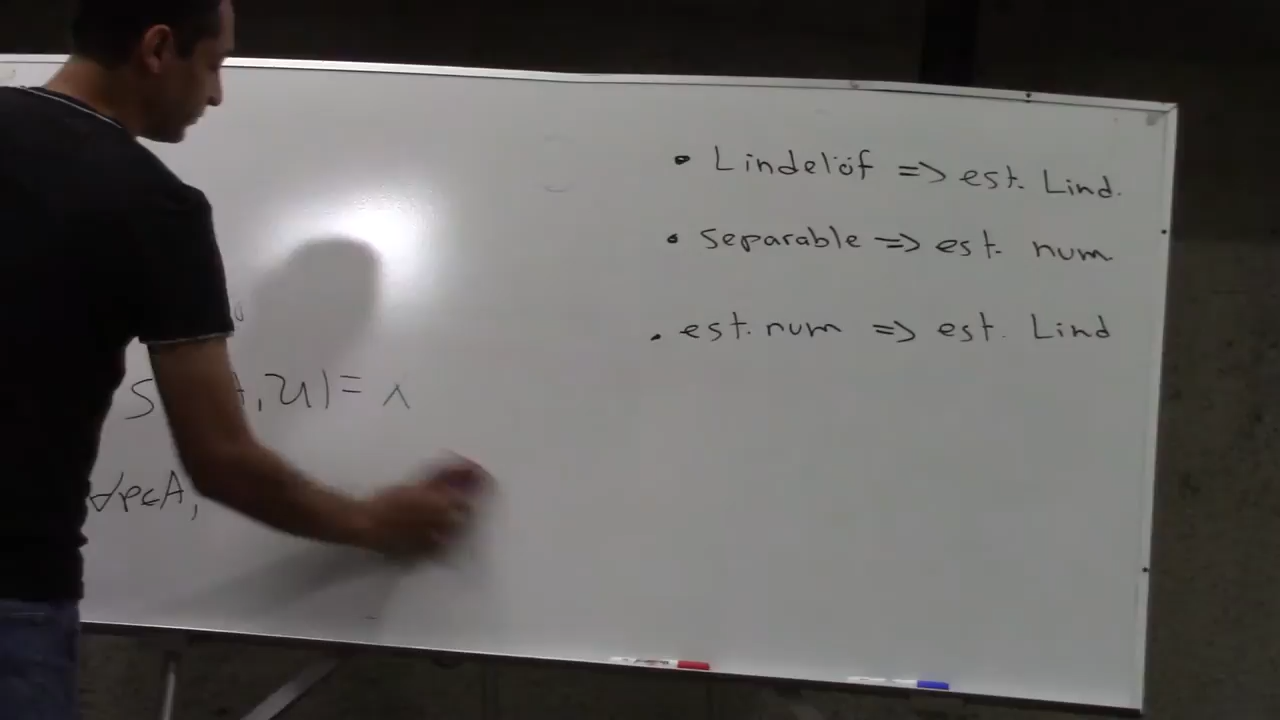 • Lindelöf => est. Lind.
• separable => est. num
. est. num => est. Lind
, U) = X
∀p∈A,